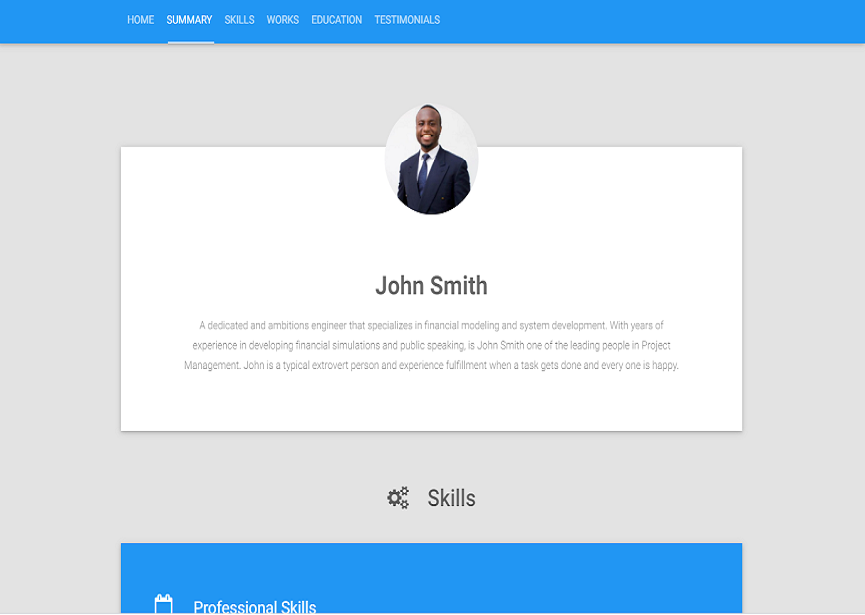 HOME SUMMARY SKILLS WORKS EDUCATION TESTIMONIALS
John Smith
A dedicated and ambitions engineer that specializes in financial modeling and system development. With years of
experience in developing financial simulations and public speaking, is John Smith one of the leading people in Project
Management. John is a typical extrovert person and experience fulfillment when a task gets done and every one is happy.
Skills
Professional Skills